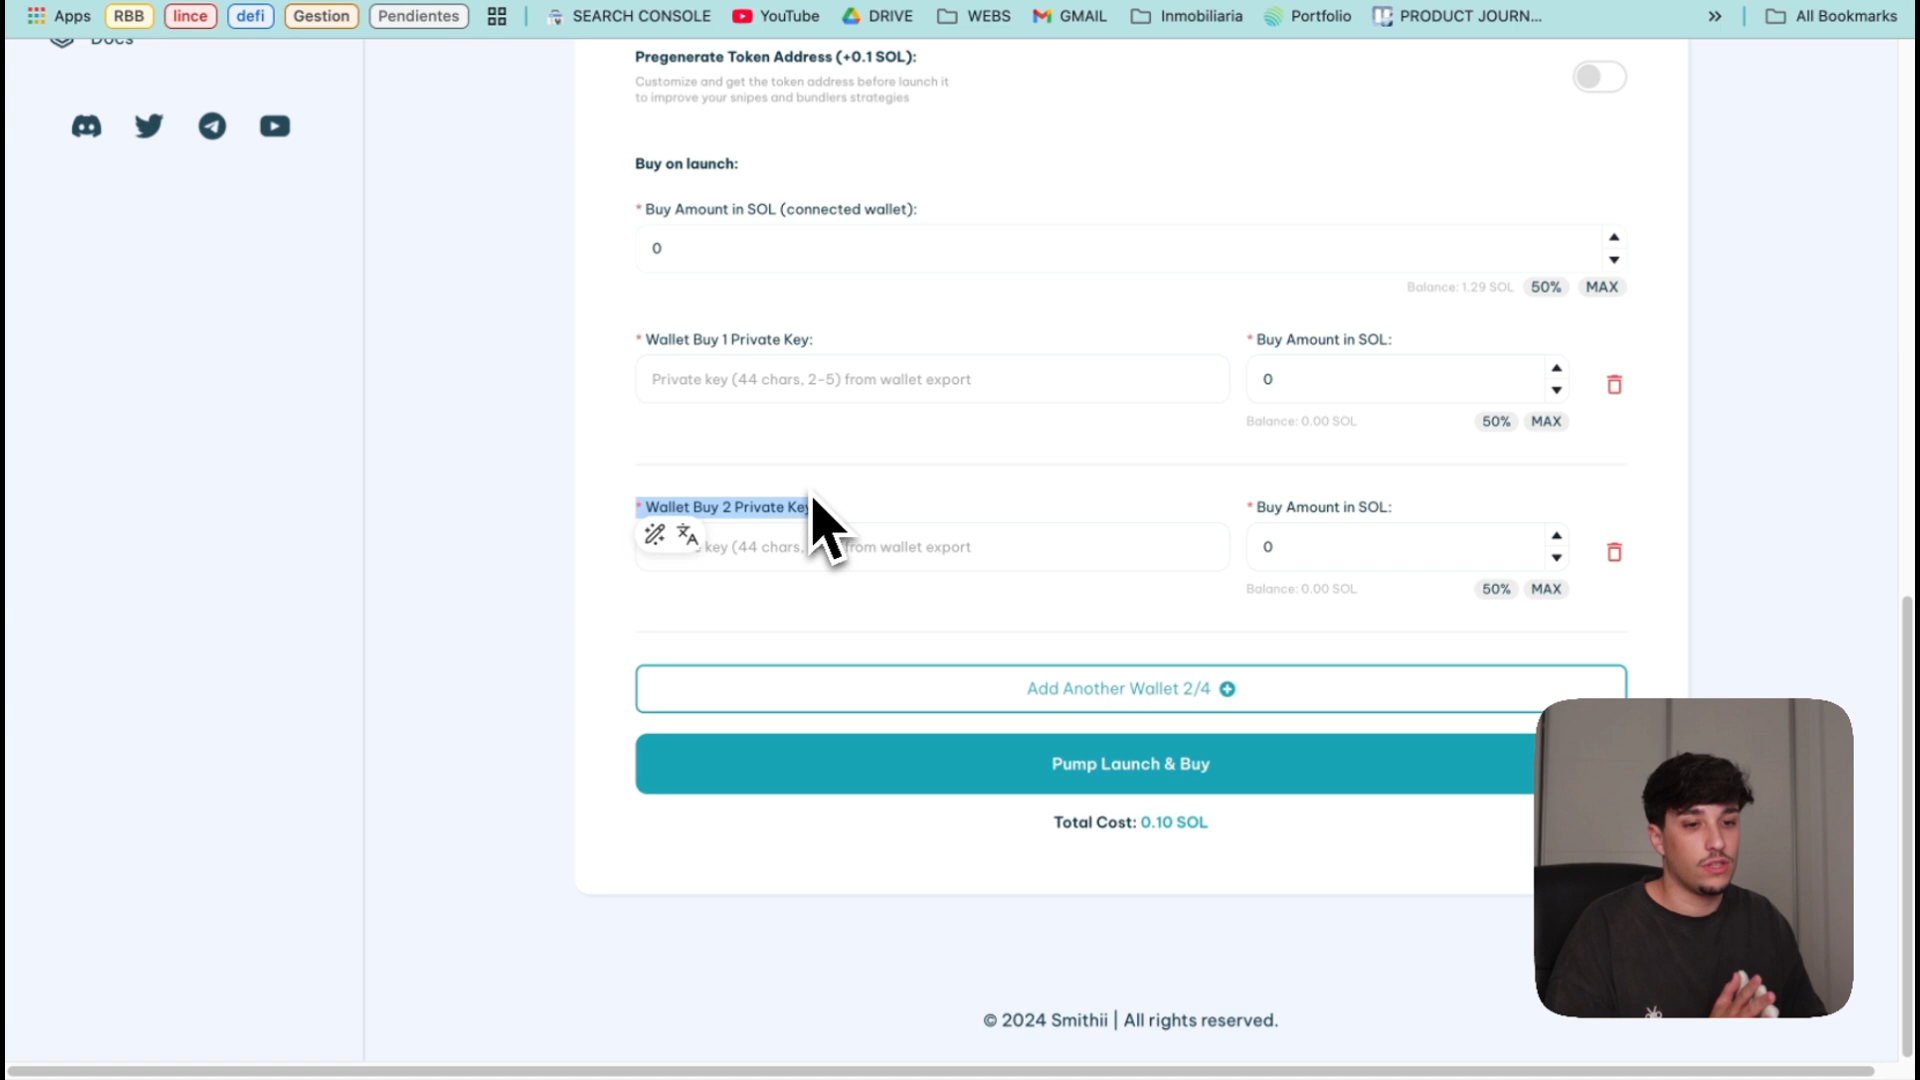 Apps RBB lince defi Gestion Pendientes SEARCH CONSOLE YouTube DRIVE WEBS GMAIL Inmobiliaria Portfolio PRODUCT JOURN... All Bookmarks
Docs
Pregenerate Token Address (+0.1 SOL):
Customize and get the token address before launch it
to improve your snipes and bundlers strategies
Buy on launch:
* Buy Amount in SOL (connected wallet):
0
Balance: 1.29 SOL 50% MAX
* Wallet Buy 1 Private Key: * Buy Amount in SOL:
Private key (44 chars, 2-5) from wallet export 0
Balance: 0.00 SOL 50% MAX
* Wallet Buy 2 Private Key * Buy Amount in SOL:
key (44 chars, from wallet export 0
Balance: 0.00 SOL 50% MAX
Add Another Wallet 2/4
Pump Launch & Buy
Total Cost: 0.10 SOL
© 2024 Smithii | All rights reserved.